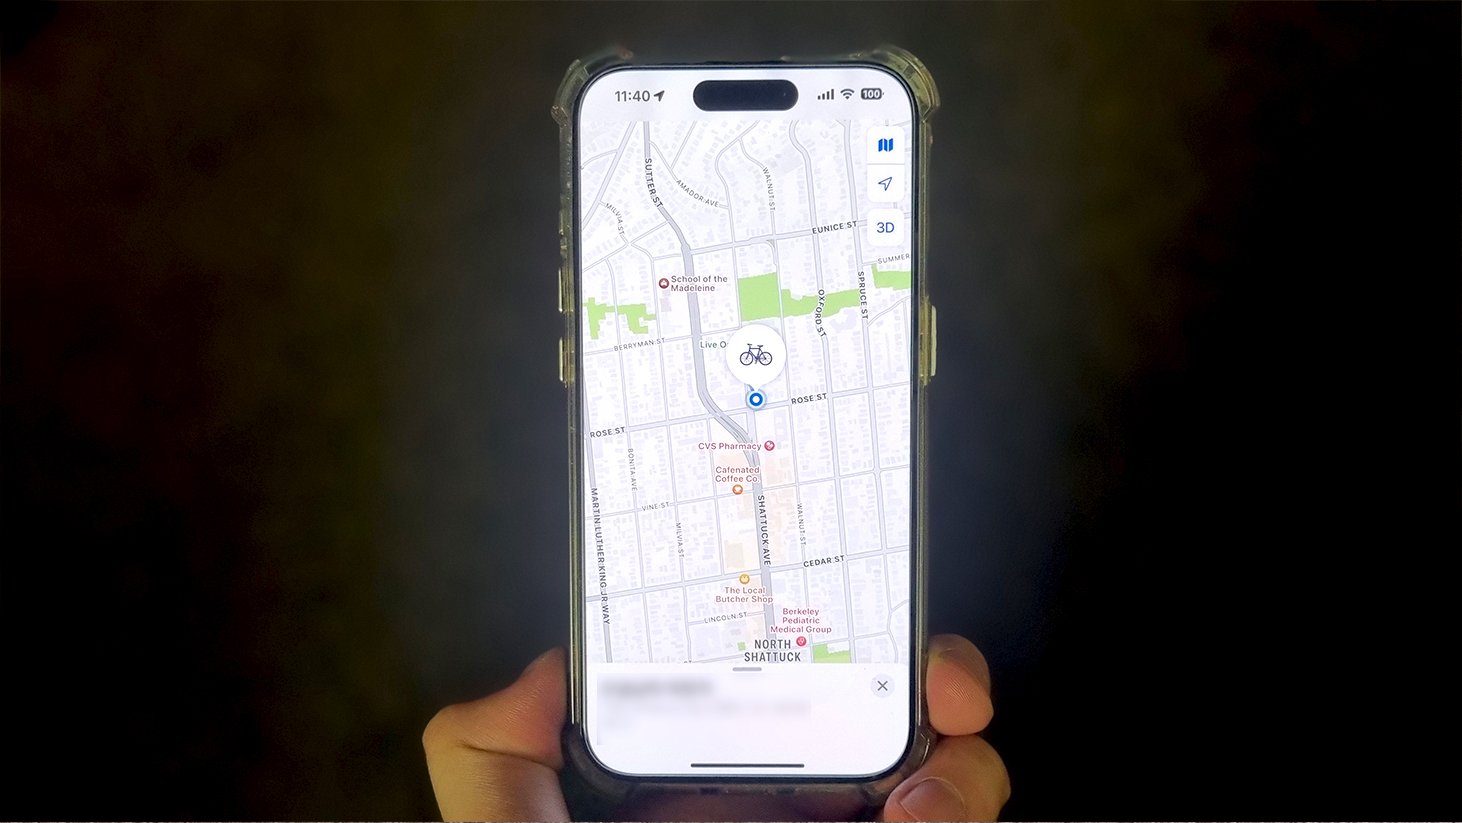 11:40
100
3D
SUTTER ST
AMADOR AVE
WALNUT ST
MILVIA ST
EUNICE ST
SUMMER
School of the
Madeleine
SPRUCE ST
OXFORD ST
BERRYMAN ST
Live O
ROSE ST
ROSE ST
CVS Pharmacy
BONITA AVE
Cafenated
Coffee Co.
VINE ST
MARTIN LUTHER KING JR WAY
SHATTUCK AVE
WALNUT ST
MILVIA ST
CEDAR ST
The Local
Butcher Shop
Berkeley
Pediatric
Medical Group
LINCOLN ST
NORTH
SHATTUCK